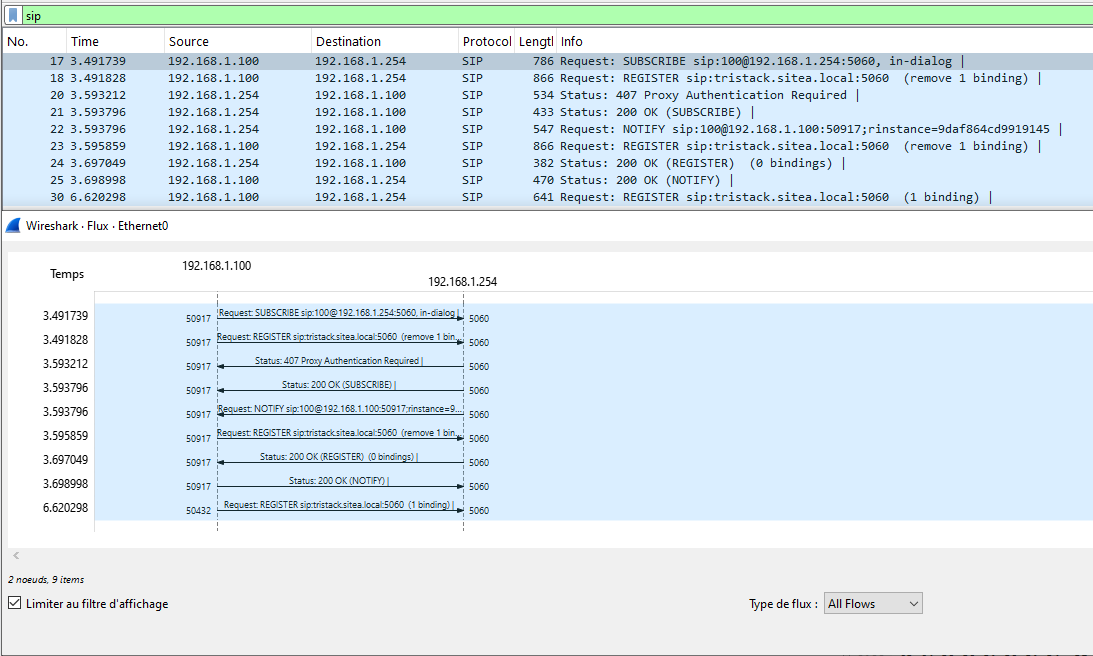 sip
No. Time Source Destination Protocol Lengtl Info
17 3.491739 192.168.1.100 192.168.1.254 SIP 786 Request: SUBSCRIBE sip:100@192.168.1.254:5060, in-dialog |
18 3.491828 192.168.1.100 192.168.1.254 SIP 866 Request: REGISTER sip:tristack.sitea.local:5060 (remove 1 binding) |
20 3.593212 192.168.1.254 192.168.1.100 SIP 534 Status: 407 Proxy Authentication Required |
21 3.593796 192.168.1.254 192.168.1.100 SIP 433 Status: 200 OK (SUBSCRIBE) |
22 3.593796 192.168.1.254 192.168.1.100 SIP 547 Request: NOTIFY sip:100@192.168.1.100:50917;rinstance=9daf864cd9919145 |
23 3.595859 192.168.1.100 192.168.1.254 SIP 866 Request: REGISTER sip:tristack.sitea.local:5060 (remove 1 binding) |
24 3.697049 192.168.1.254 192.168.1.100 SIP 382 Status: 200 OK (REGISTER) (0 bindings) |
25 3.698998 192.168.1.100 192.168.1.254 SIP 470 Status: 200 OK (NOTIFY) |
30 6.620298 192.168.1.100 192.168.1.254 SIP 641 Request: REGISTER sip:tristack.sitea.local:5060 (1 binding) |
Wireshark · Flux · Ethernet0
192.168.1.100
Temps
192.168.1.254
3.491739 50917 Request: SUBSCRIBE sip:100@192.168.1.254:5060, in-dialog | 5060
3.491828 50917 Request: REGISTER sip:tristack.sitea.local:5060 (remove 1 bin... 5060
3.593212 50917 Status: 407 Proxy Authentication Required | 5060
3.593796 50917 Status: 200 OK (SUBSCRIBE) | 5060
3.593796 50917 Request: NOTIFY sip:100@192.168.1.100:50917;rinstance=9... 5060
3.595859 50917 Request: REGISTER sip:tristack.sitea.local:5060 (remove 1 bin... 5060
3.697049 50917 Status: 200 OK (REGISTER) (0 bindings) | 5060
3.698998 50917 Status: 200 OK (NOTIFY) | 5060
6.620298 50432 Request: REGISTER sip:tristack.sitea.local:5060 (1 binding) | 5060
2 noeuds, 9 items
Limiter au filtre d'affichage Type de flux : All Flows